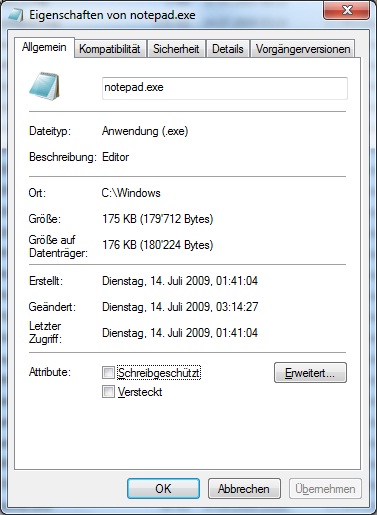 Eigenschaften von notepad.exe
Allgemein Kompatibilität Sicherheit Details Vorgängerversionen
notepad.exe
Dateityp: Anwendung (.exe)
Beschreibung: Editor
Ort: C:\Windows
Größe: 175 KB (179'712 Bytes)
Größe auf
Datenträger: 176 KB (180'224 Bytes)
Erstellt: Dienstag, 14. Juli 2009, 01:41:04
Geändert: Dienstag, 14. Juli 2009, 03:14:27
Letzter
Zugriff: Dienstag, 14. Juli 2009, 01:41:04
Attribute: Schreibgeschützt Erweitert...
Versteckt
OK Abbrechen Übernehmen